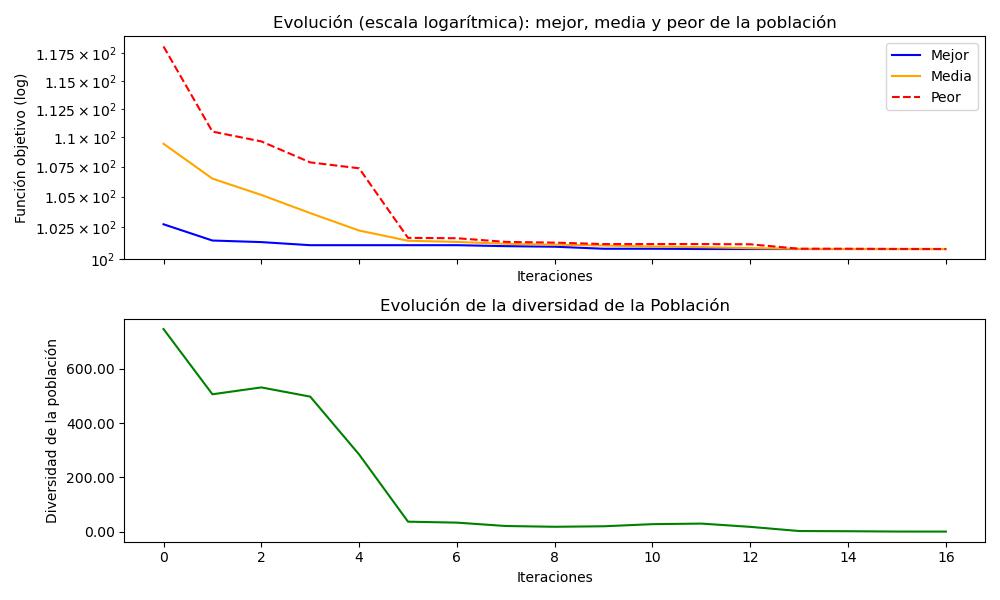 Evolución (escala logarítmica): mejor, media y peor de la población
Función objetivo (log)
1.175 × 10²
1.15 × 10²
1.125 × 10²
1.1 × 10²
1.075 × 10²
1.05 × 10²
1.025 × 10²
10²
Mejor
Media
Peor
Iteraciones
Evolución de la diversidad de la Población
Diversidad de la población
600.00
400.00
200.00
0.00
0 2 4 6 8 10 12 14 16
Iteraciones